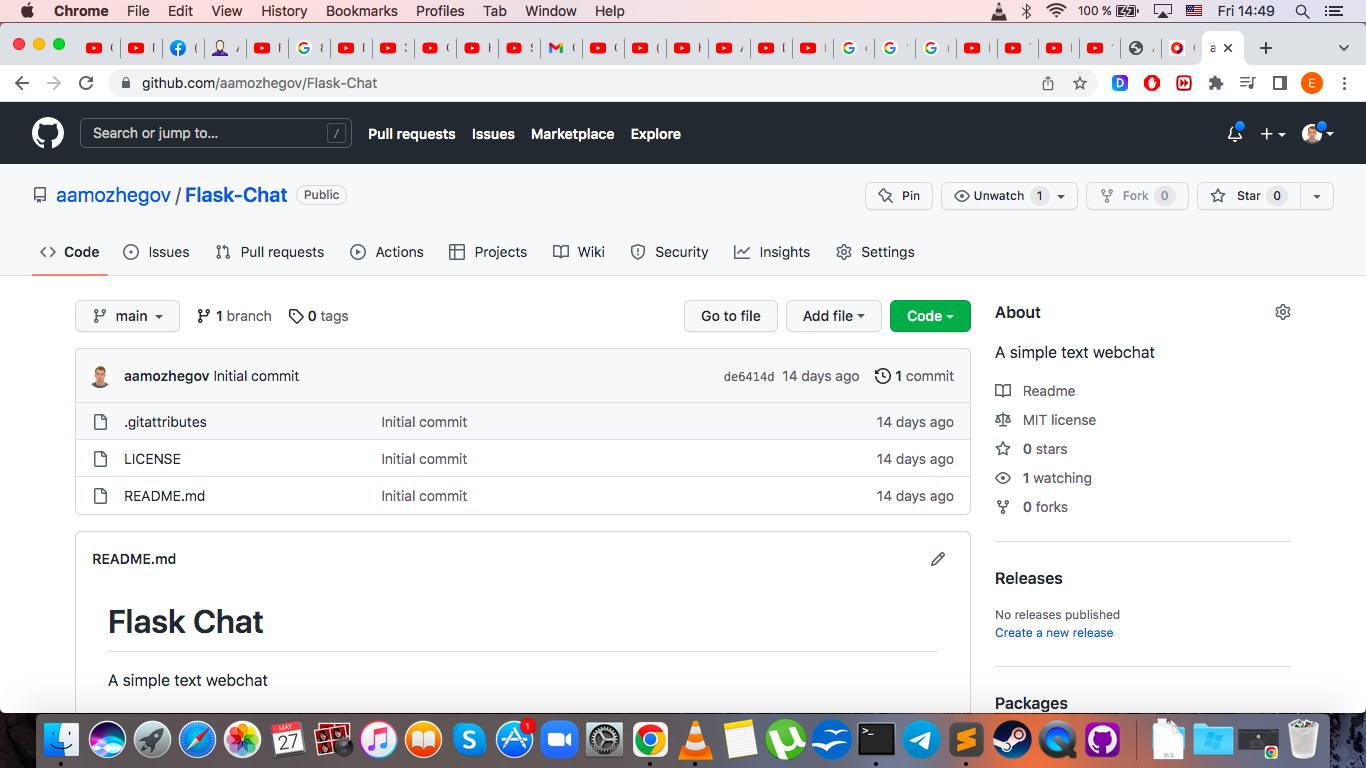 Chrome File Edit View History Bookmarks Profiles Tab Window Help 100 % Fri 14:49
github.com/aamozhegov/Flask-Chat
D
E
Search or jump to... / Pull requests Issues Marketplace Explore
aamozhegov / Flask-Chat Public
Pin Unwatch 1 Fork 0 Star 0
Code Issues Pull requests Actions Projects Wiki Security Insights Settings
main 1 branch 0 tags Go to file Add file Code
aamozhegov Initial commit de6414d 14 days ago 1 commit
.gitattributes Initial commit 14 days ago
LICENSE Initial commit 14 days ago
README.md Initial commit 14 days ago
README.md
Flask Chat
A simple text webchat
About
A simple text webchat
Readme
MIT license
0 stars
1 watching
0 forks
Releases
No releases published
Create a new release
Packages
MAY
27
1
XLS